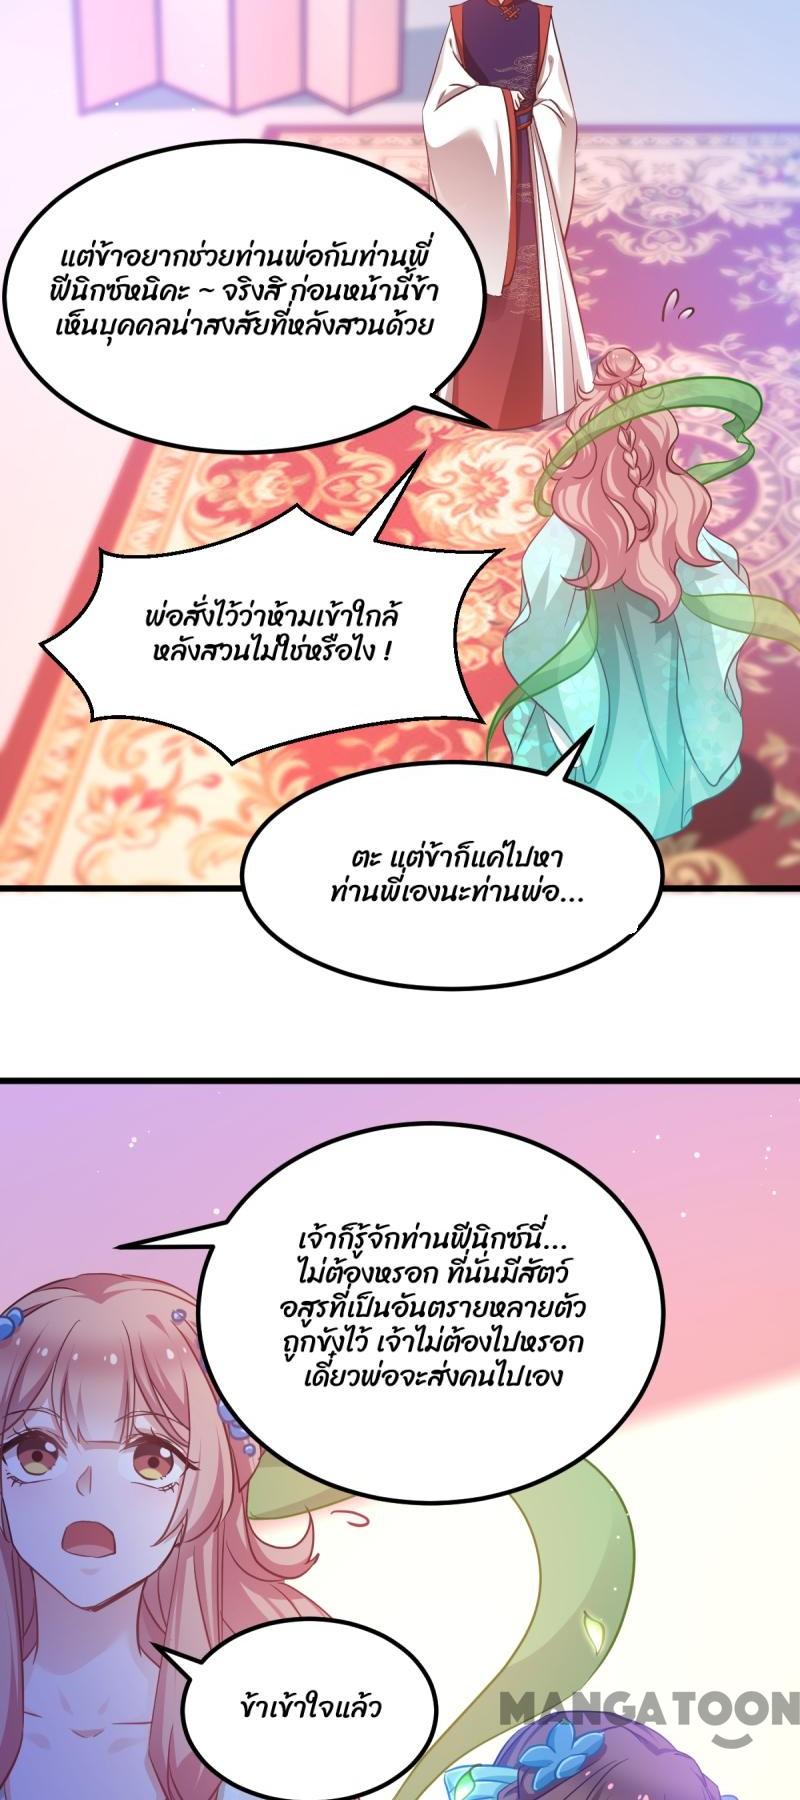 แต่ข้าอยากช่วยท่านพ่อกับท่านพี่
ฟีนิกซ์หนิคะ ~ จริงสิ ก่อนหน้านี้ข้า
เห็นบุคคลน่าสงสัยที่หลังสวนด้วย
พ่อสั่งไว้ว่าห้ามเข้าใกล้
หลังสวนไม่ใช่หรือไง !
ตะ แต่ข้าก็แค่ไปหา
ท่านพี่เองนะท่านพ่อ...
เจ้าก็รู้จักท่านฟีนิกซ์นี่...
ไม่ต้องหรอก ที่นั่นมีสัตว์
อสูรที่เป็นอันตรายหลายตัว
ถูกขังไว้ เจ้าไม่ต้องไปหรอก
เดี๋ยวพ่อจะส่งคนไปเอง
ข้าเข้าใจแล้ว
MANGATOON